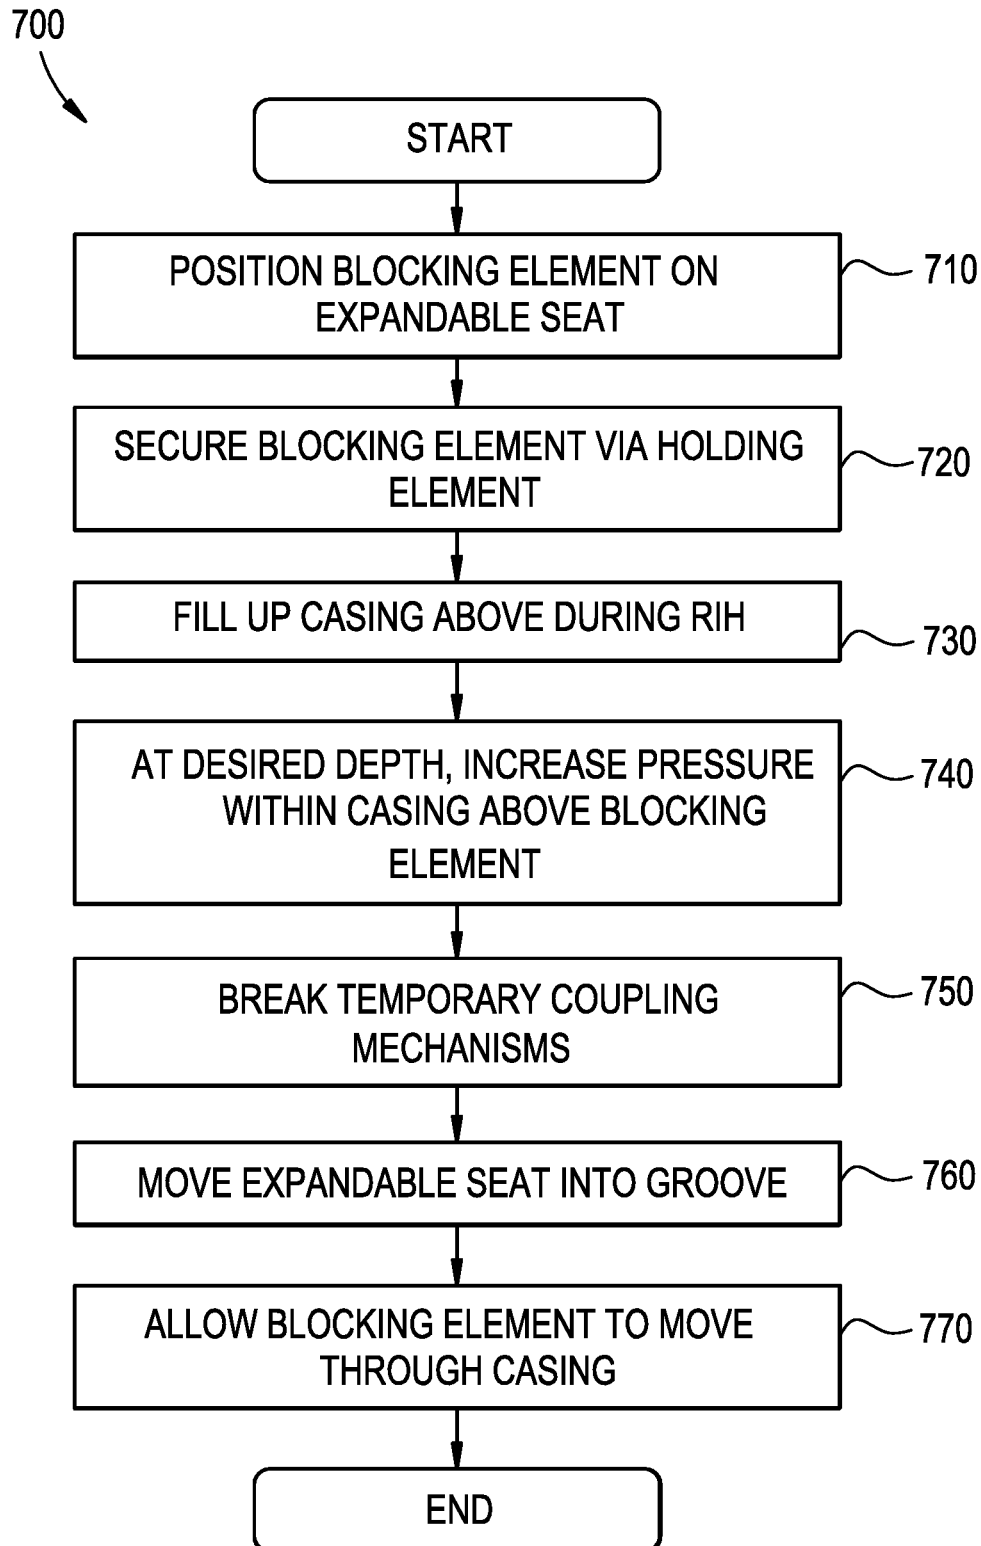 700
START
POSITION BLOCKING ELEMENT ON
EXPANDABLE SEAT
710
SECURE BLOCKING ELEMENT VIA HOLDING
ELEMENT
720
FILL UP CASING ABOVE DURING RIH
730
AT DESIRED DEPTH, INCREASE PRESSURE
WITHIN CASING ABOVE BLOCKING
ELEMENT
740
BREAK TEMPORARY COUPLING
MECHANISMS
750
MOVE EXPANDABLE SEAT INTO GROOVE
760
ALLOW BLOCKING ELEMENT TO MOVE
THROUGH CASING
770
END